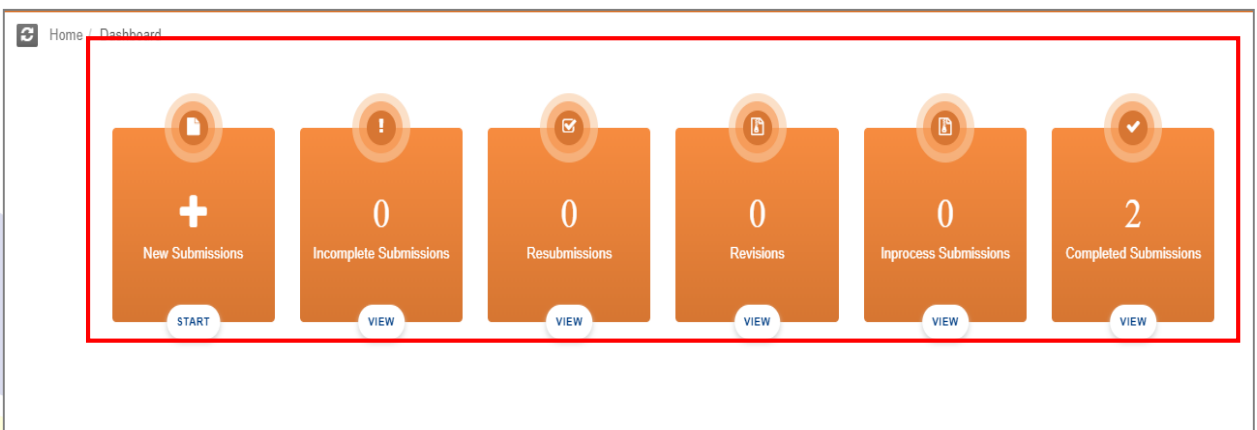 Home / Dashboard
0 0 0 0 2
New Submissions Incomplete Submissions Resubmissions Revisions Inprocess Submissions Completed Submissions
START VIEW VIEW VIEW VIEW VIEW